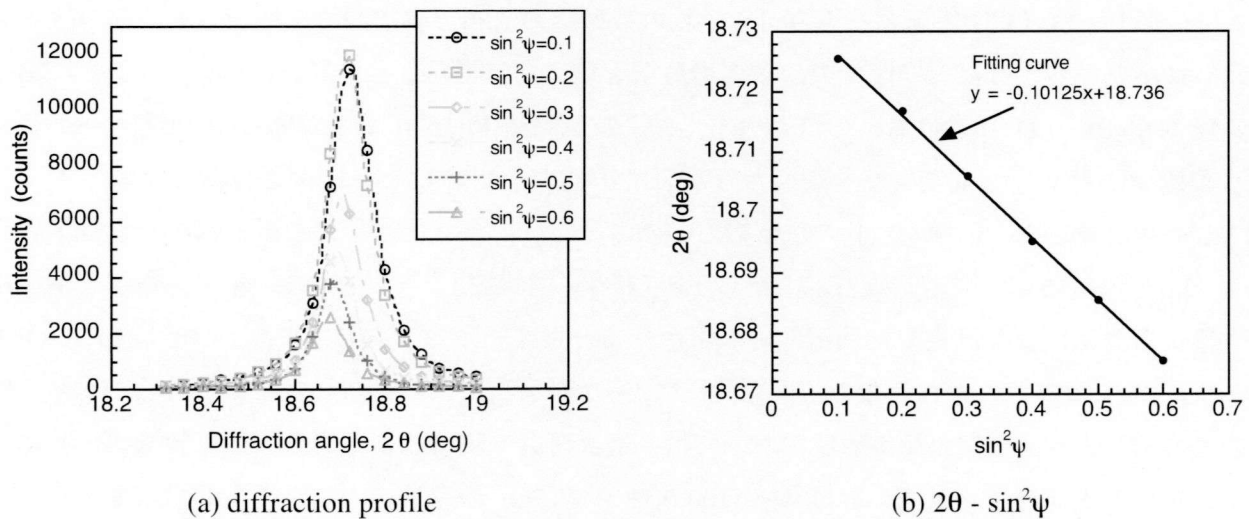 12000
10000
8000
6000
4000
2000
0
Intensity (counts)
18.2
18.4
18.6
18.8
19
19.2
Diffraction angle, 2 θ (deg)
sin²ψ=0.1
sin²ψ=0.2
sin²ψ=0.3
sin²ψ=0.4
sin²ψ=0.5
sin²ψ=0.6
(a) diffraction profile
18.73
18.72
18.71
18.7
18.69
18.68
18.67
2θ (deg)
Fitting curve
y = -0.10125x+18.736
0
0.1
0.2
0.3
0.4
0.5
0.6
0.7
sin²ψ
(b) 2θ - sin²ψ